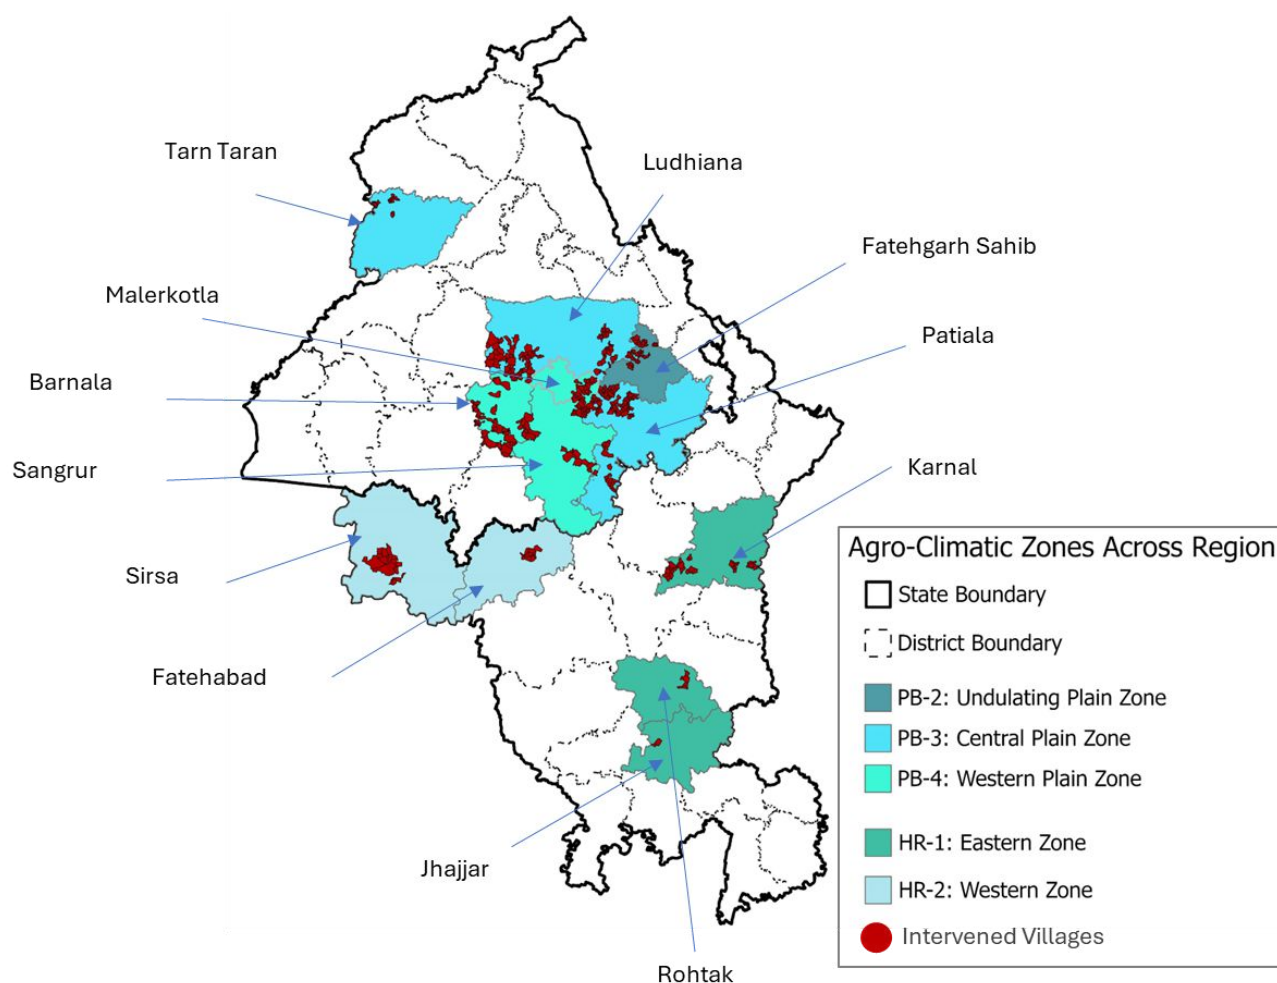 Tarn Taran
Ludhiana
Fatehgarh Sahib
Malerkotla
Patiala
Barnala
Sangrur
Karnal
Sirsa
Fatehabad
Jhajjar
Rohtak
Agro-Climatic Zones Across Region
State Boundary
District Boundary
PB-2: Undulating Plain Zone
PB-3: Central Plain Zone
PB-4: Western Plain Zone
HR-1: Eastern Zone
HR-2: Western Zone
Intervened Villages